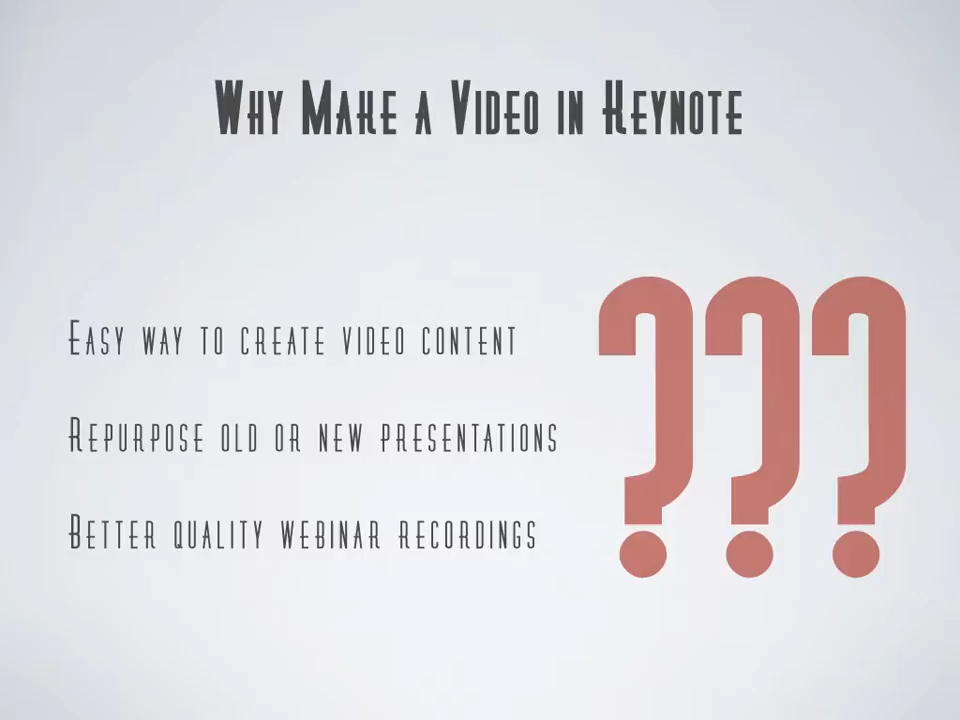 Why Make a Video in Keynote
Easy way to create video content
Repurpose old or new presentations
Better quality webinar recordings
???